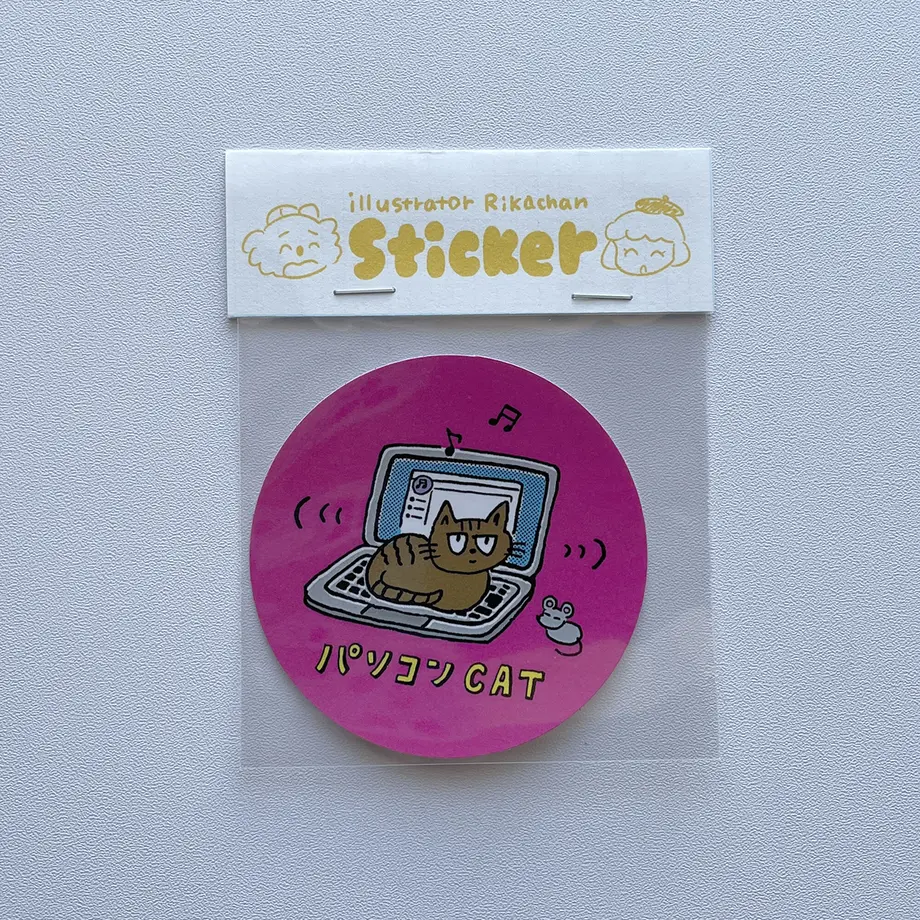 illustrator Rikachan
Sticker
パソコンCAT